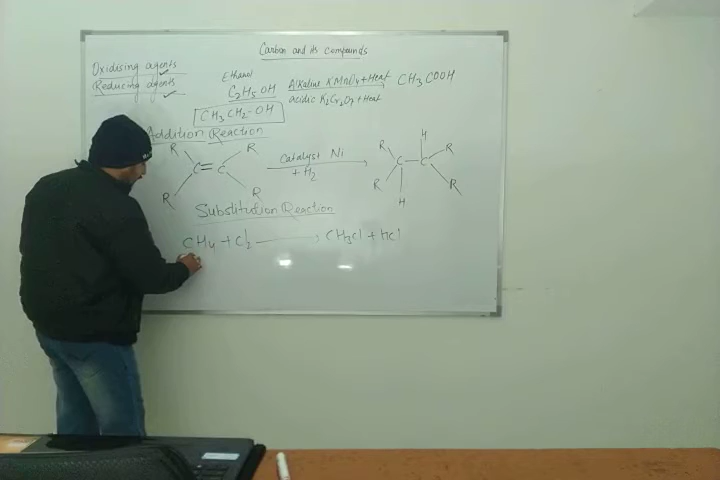 Carbon and its compounds
Oxidising agents
Reducing agents
Ethanol
C2H5OH
Alkaline KMnO4+Heat
acidic K2Cr2O7+Heat
CH3COOH
CH3CH2-OH
Addition Reaction
R R
C=C
R R
Catalyst Ni
+H2
H
R R
C-C
R R
H
Substitution Reaction
CH4+Cl2 → CH3Cl+HCl